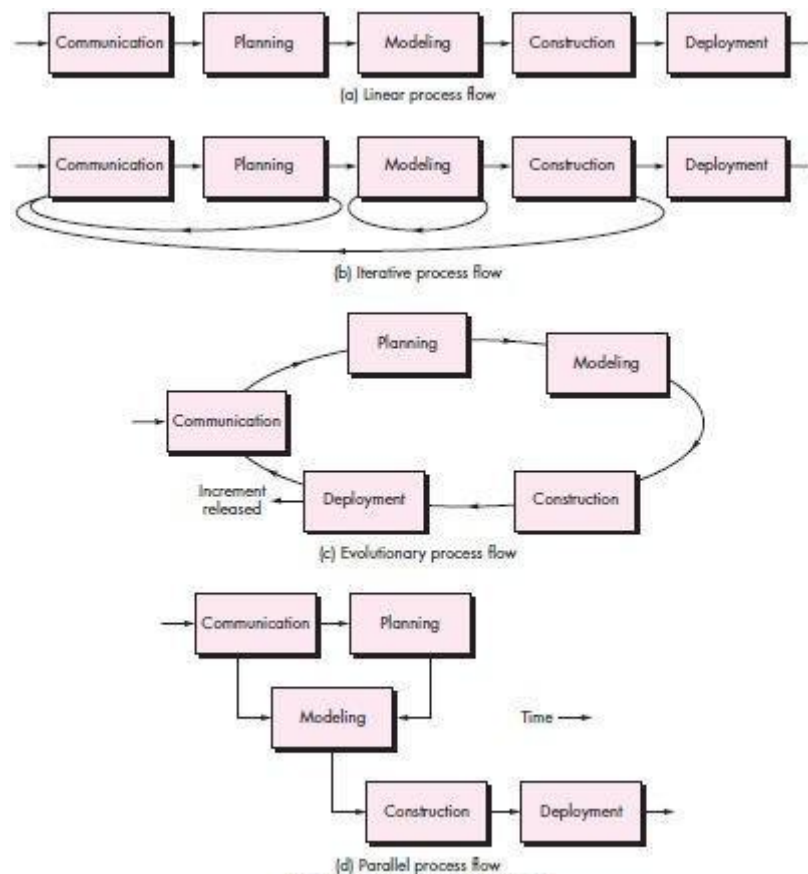 Communication Planning Modeling Construction Deployment
(a) Linear process flow
Communication Planning Modeling Construction Deployment
(b) Iterative process flow
Planning
Modeling
Communication
Increment
released
Deployment
Construction
(c) Evolutionary process flow
Communication Planning
Modeling
Time
Construction Deployment
(d) Parallel process flow